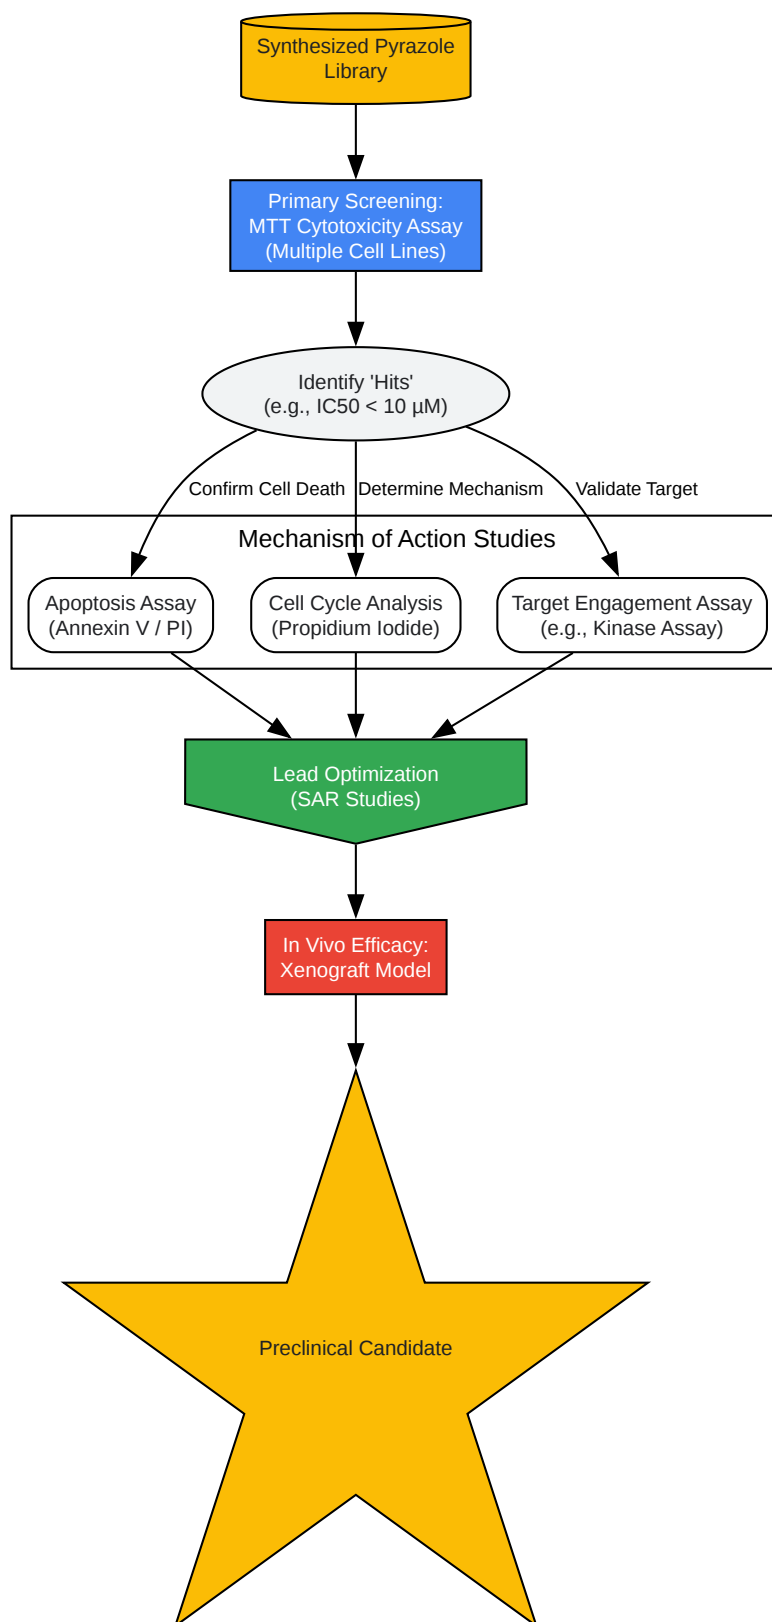 Synthesized Pyrazole
Library
Primary Screening:
MTT Cytotoxicity Assay
(Multiple Cell Lines)
Identify 'Hits'
(e.g., IC50 < 10 µM)
Confirm Cell Death
Determine Mechanism
Validate Target
Mechanism of Action Studies
Apoptosis Assay
(Annexin V / PI)
Cell Cycle Analysis
(Propidium Iodide)
Target Engagement Assay
(e.g., Kinase Assay)
Lead Optimization
(SAR Studies)
In Vivo Efficacy:
Xenograft Model
Preclinical Candidate